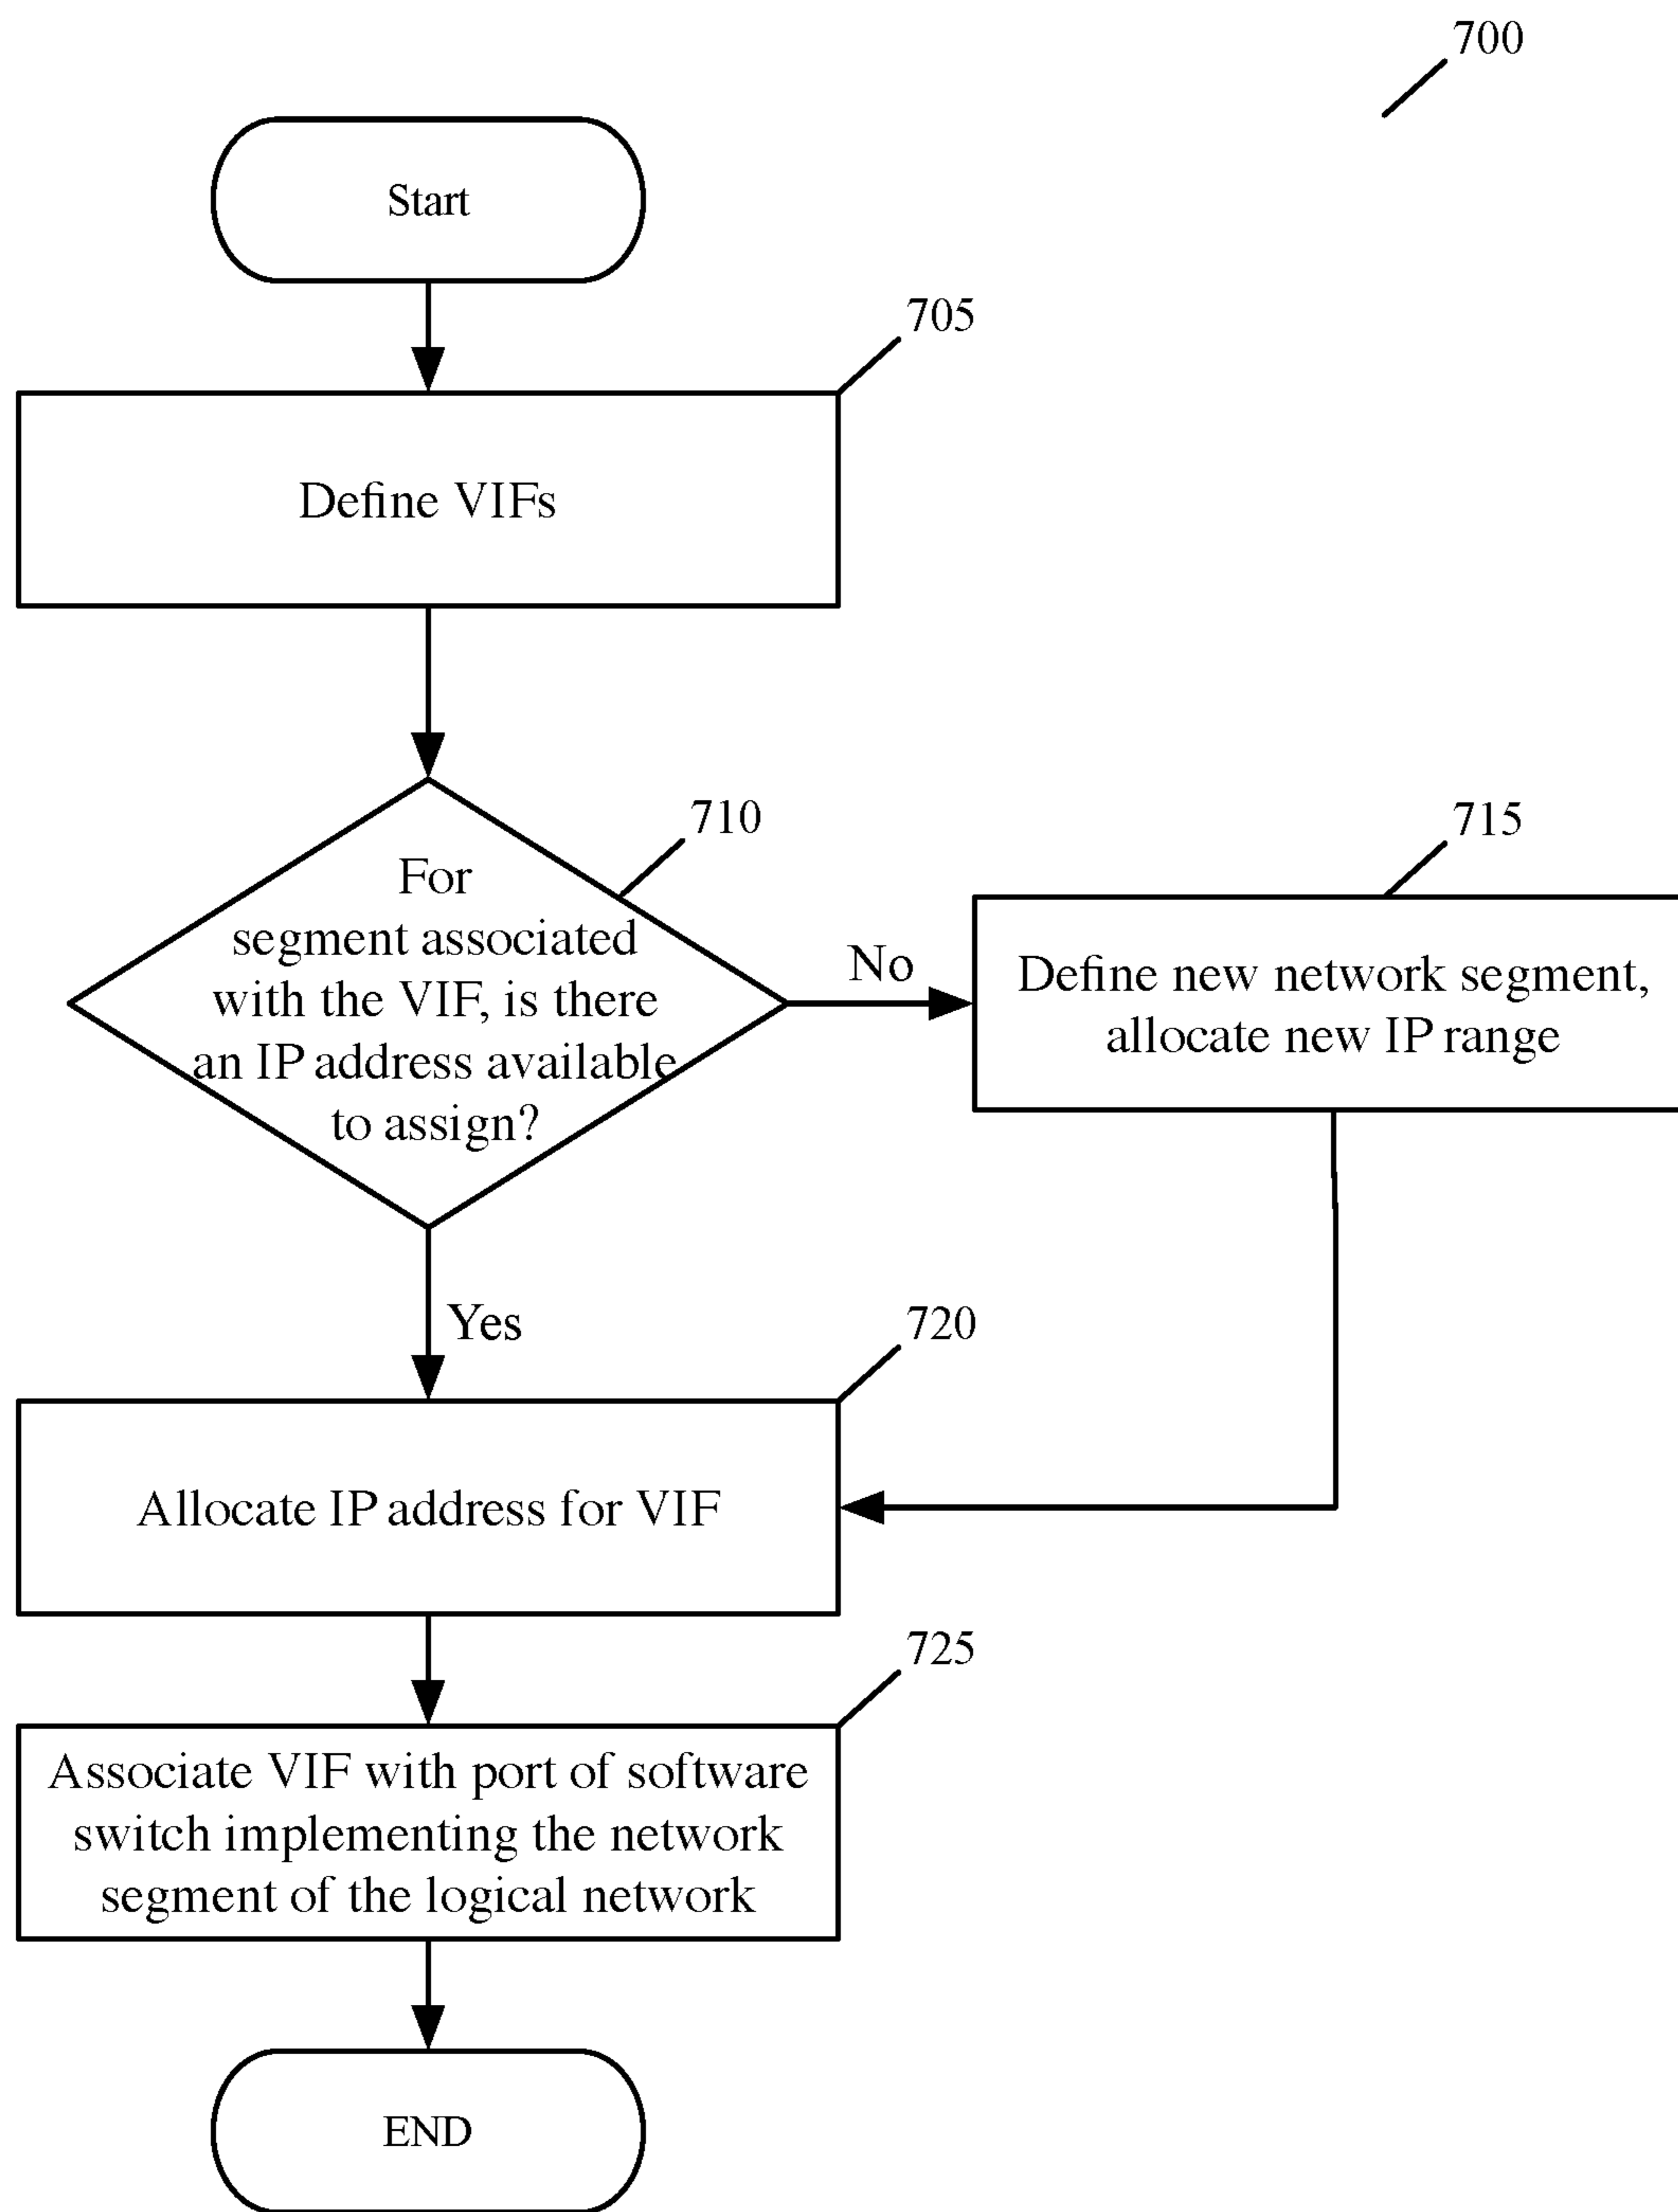 700
Start
705
Define VIFs
710
For
segment associated
with the VIF, is there
an IP address available
to assign?
No
715
Define new network segment,
allocate new IP range
Yes
720
Allocate IP address for VIF
725
Associate VIF with port of software
switch implementing the network
segment of the logical network
END